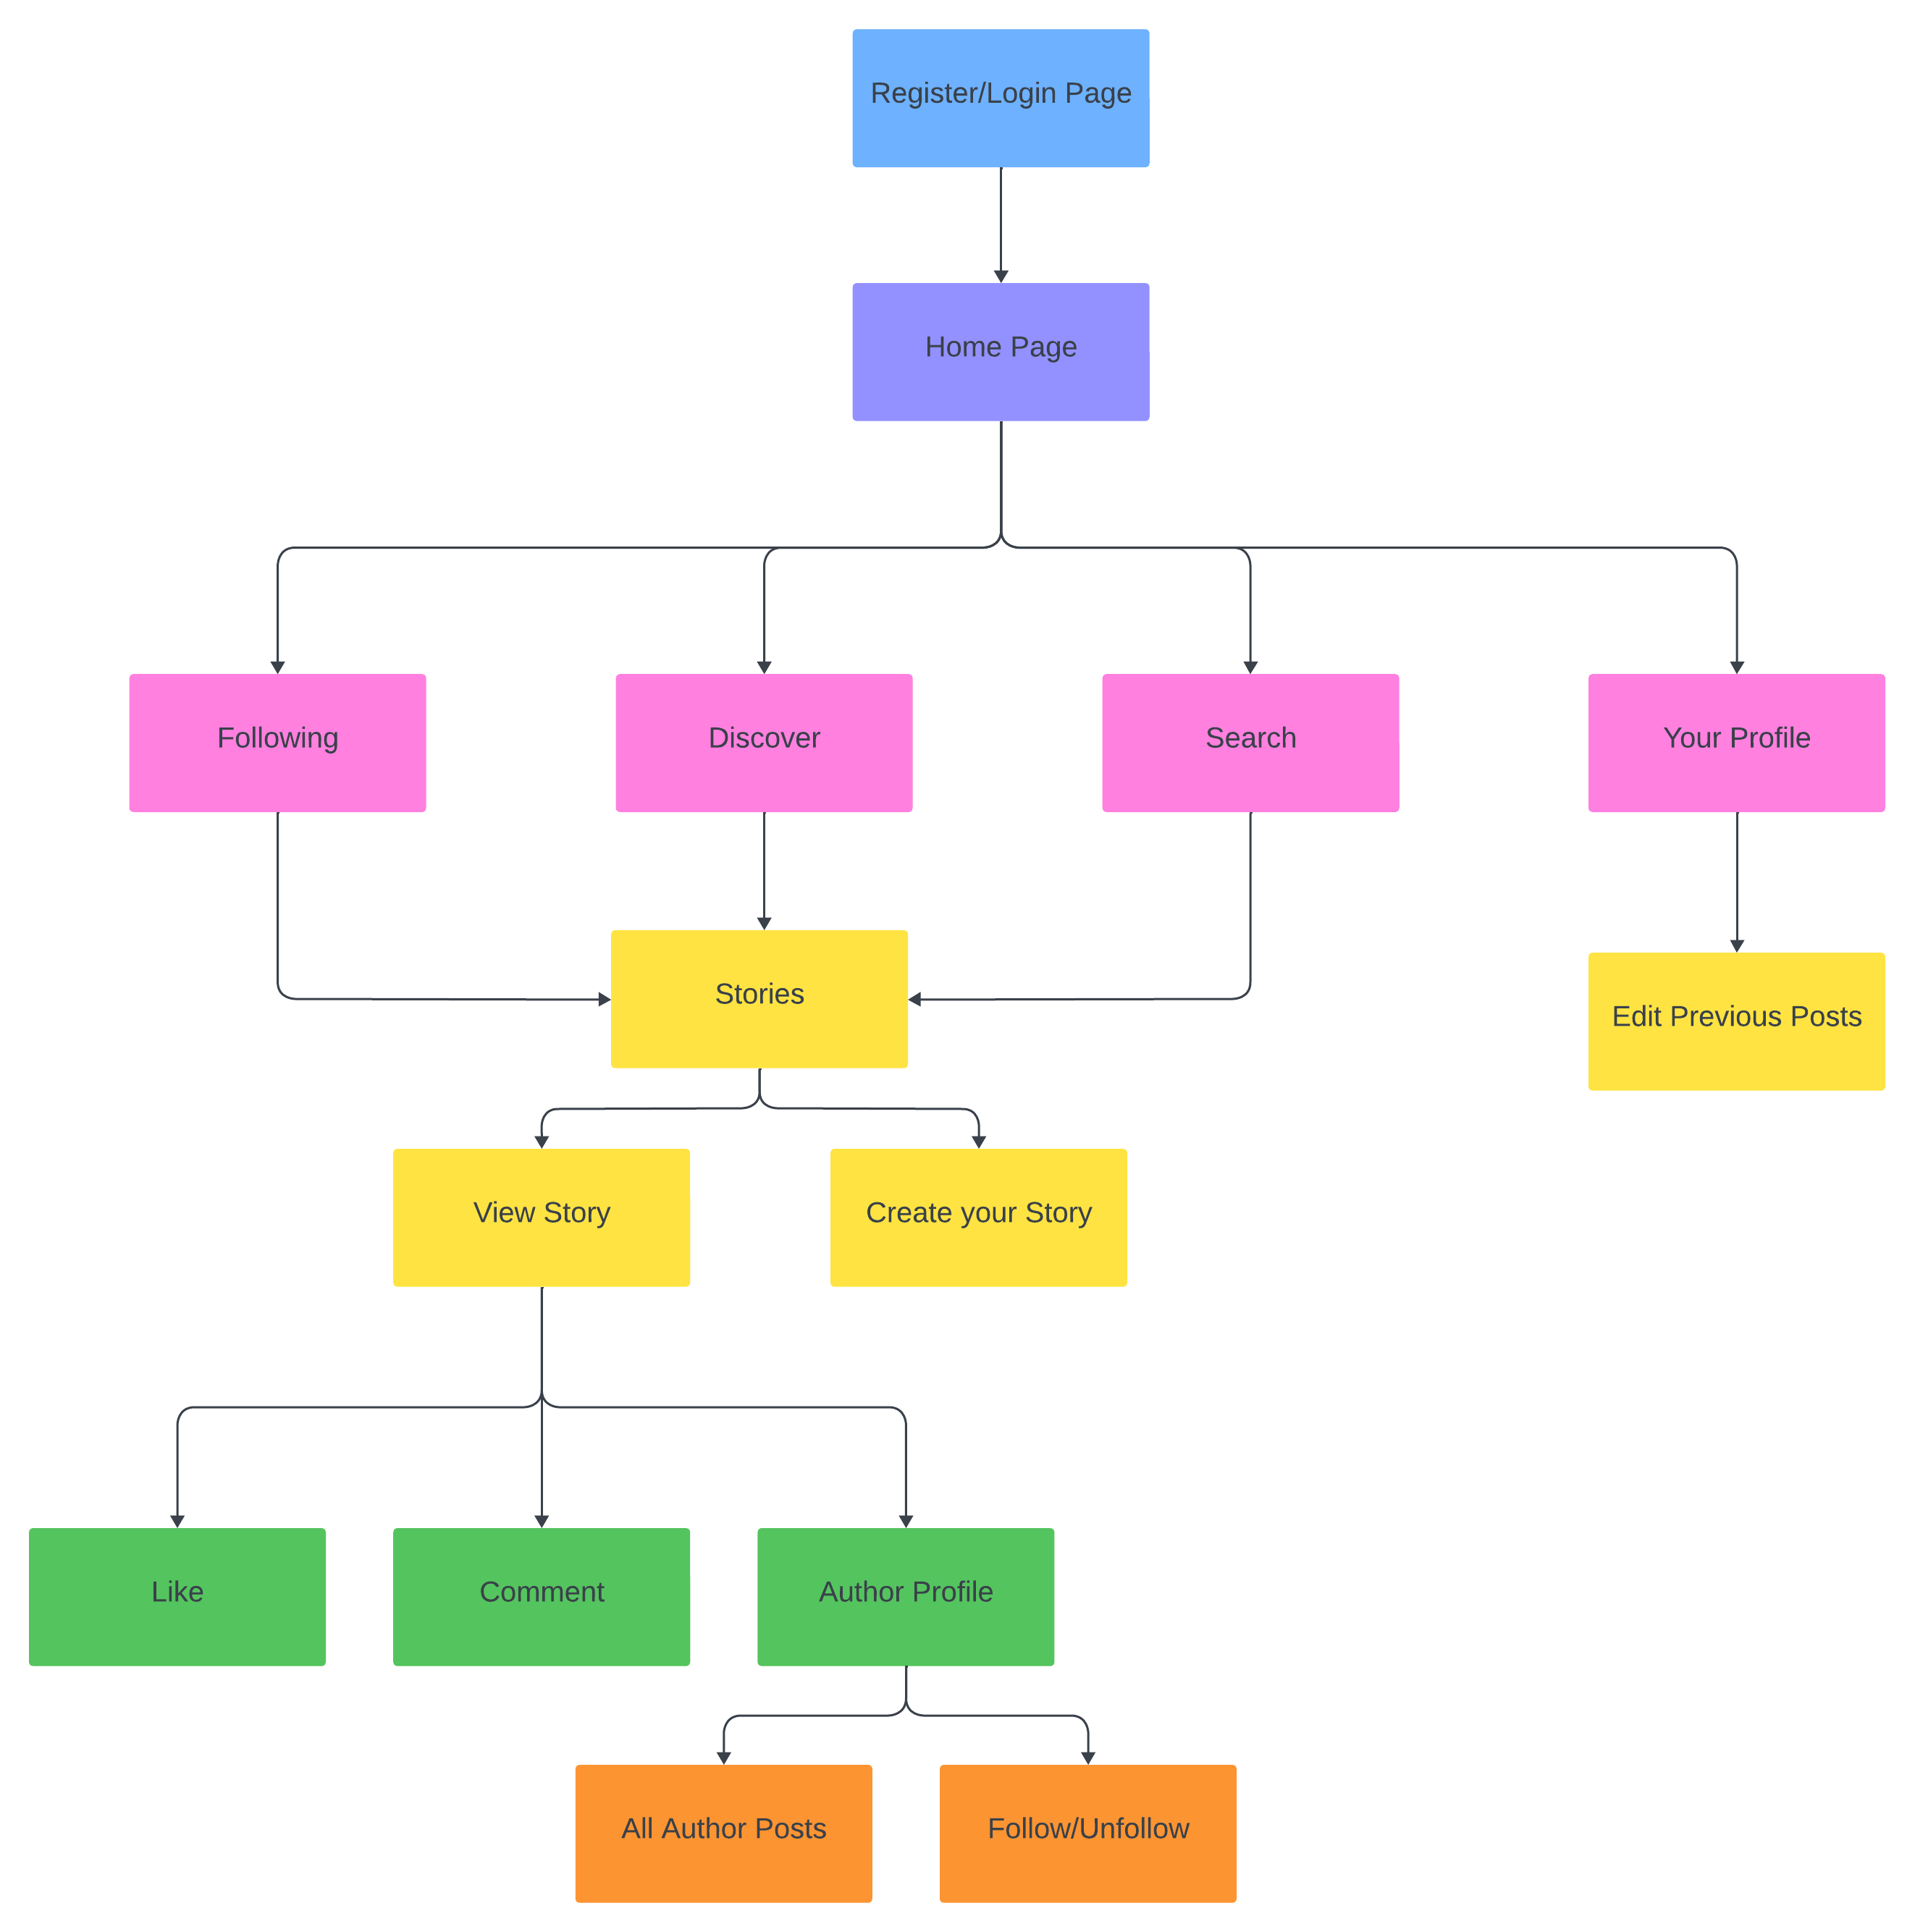 Register/Login Page
Home Page
Following
Discover
Search
Your Profile
Stories
Edit Previous Posts
View Story
Create your Story
Like
Comment
Author Profile
All Author Posts
Follow/Unfollow